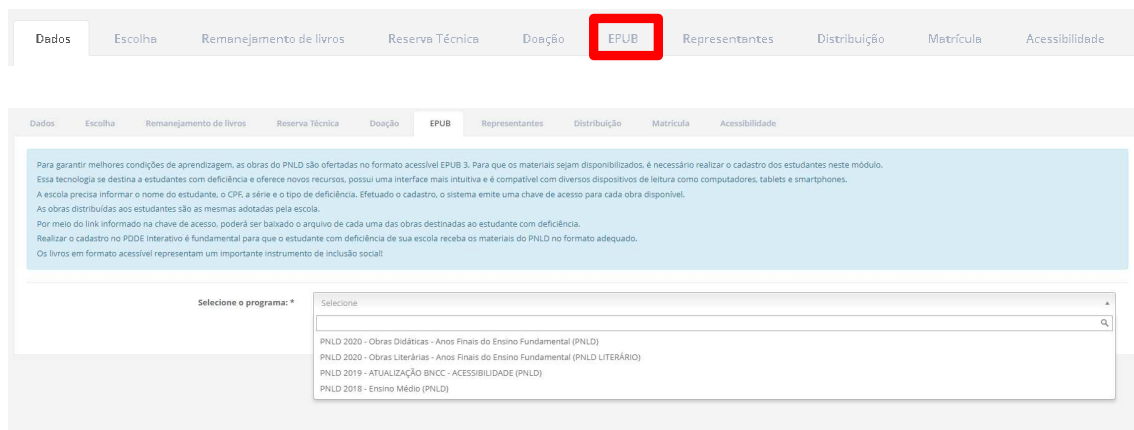 Dados Escolha Remanejamento de livros Reserva Técnica Doação EPUB Representantes Distribuição Matrícula Acessibilidade
Dados Escolha Remanejamento de livros Reserva Técnica Doação EPUB Representantes Distribuição Matrícula Acessibilidade
Para garantir melhores condições de aprendizagem, as obras do PNLD são ofertadas no formato acessível EPUB 3. Para que os materiais sejam disponibilizados, é necessário realizar o cadastro dos estudantes neste módulo.
Essa tecnologia se destina a estudantes com deficiência e oferece novos recursos, possui uma interface mais intuitiva e é compatível com diversos dispositivos de leitura como computadores, tablets e smartphones.
A escola precisa informar o nome do estudante, o CPF, a série e o tipo de deficiência. Efetuado o cadastro, o sistema emite uma chave de acesso para cada obra disponível.
As obras distribuídas aos estudantes são as mesmas adotadas pela escola.
Por meio do link informado na chave de acesso, poderá ser baixado o arquivo de cada uma das obras destinadas ao estudante com deficiência.
Realizar o cadastro no PDDE Interativo é fundamental para que o estudante com deficiência de sua escola receba os materiais do PNLD no formato adequado.
Os livros em formato acessível representam um importante instrumento de inclusão social!
Selecione o programa: * Selecione
PNLD 2020 - Obras Didáticas - Anos Finais do Ensino Fundamental (PNLD)
PNLD 2020 - Obras Literárias - Anos Finais do Ensino Fundamental (PNLD LITERÁRIO)
PNLD 2019 - ATUALIZAÇÃO BNCC - ACESSIBILIDADE (PNLD)
PNLD 2018 - Ensino Médio (PNLD)